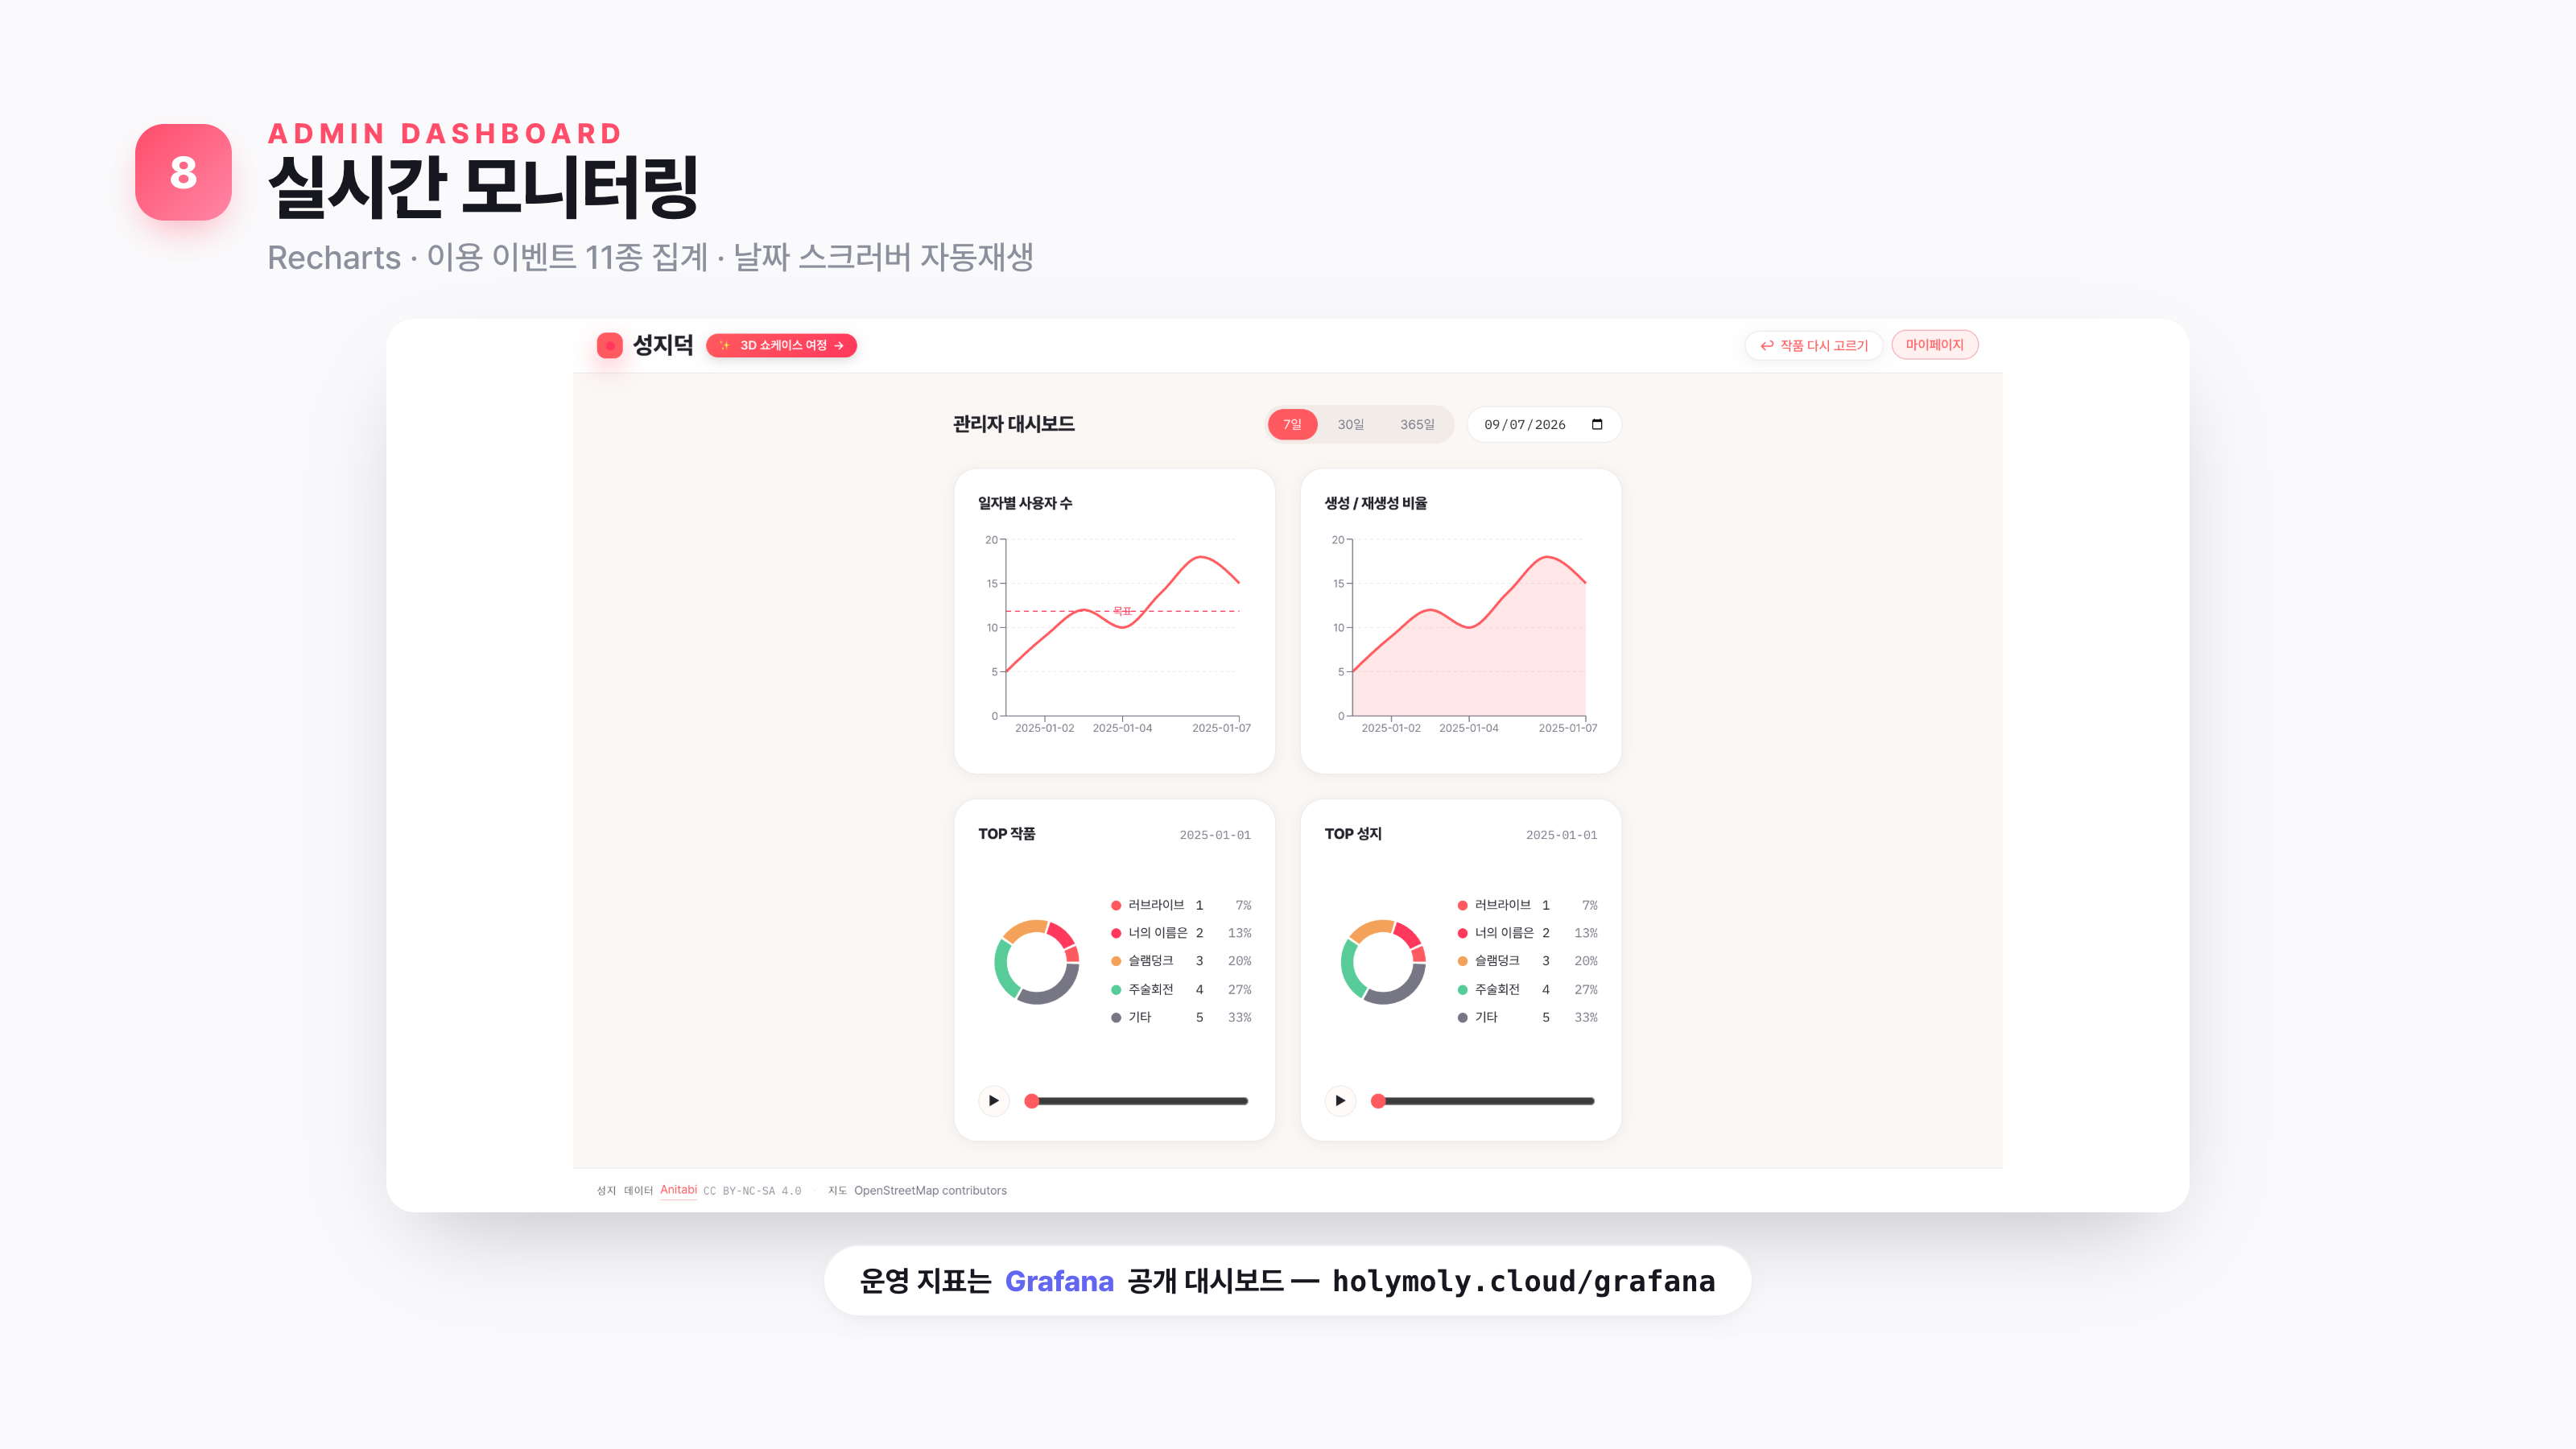 8
ADMIN DASHBOARD
실시간 모니터링
Recharts · 이용 이벤트 11종 집계 · 날짜 스크러버 자동재생
성지덕
✨ 3D 쇼케이스 여정 →
↩ 작품 다시 고르기
마이페이지
관리자 대시보드
7일 30일 365일
09/07/2026
일자별 사용자 수
20
15
목표
10
5
0
2025-01-02 2025-01-04 2025-01-07
생성 / 재생성 비율
20
15
10
5
0
2025-01-02 2025-01-04 2025-01-07
TOP 작품 2025-01-01
러브라이브 1 7%
너의 이름은 2 13%
슬램덩크 3 20%
주술회전 4 27%
기타 5 33%
TOP 성지 2025-01-01
러브라이브 1 7%
너의 이름은 2 13%
슬램덩크 3 20%
주술회전 4 27%
기타 5 33%
성지 데이터 Anitabi CC BY-NC-SA 4.0 · 지도 OpenStreetMap contributors
운영 지표는 Grafana 공개 대시보드 — holymoly.cloud/grafana